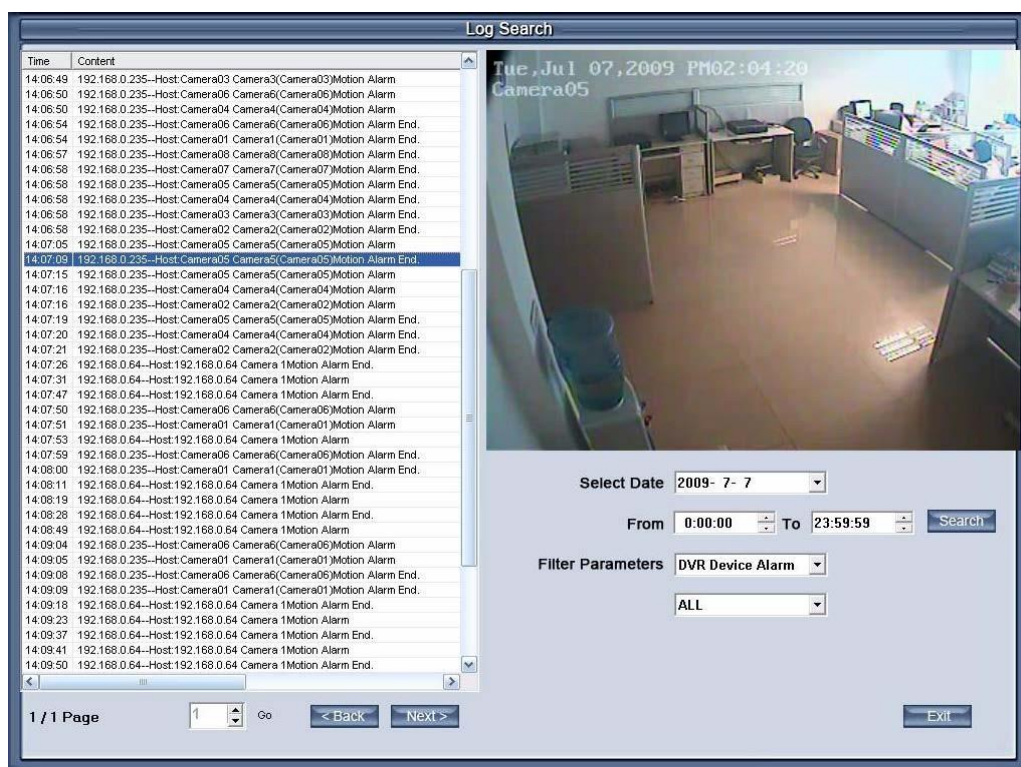 Log Search
Time Content
14:06:49 192.168.0.235--Host:Camera03 Camera3(Camera03)Motion Alarm
14:06:50 192.168.0.235--Host:Camera06 Camera6(Camera06)Motion Alarm
14:06:50 192.168.0.235--Host:Camera04 Camera4(Camera04)Motion Alarm
14:06:54 192.168.0.235--Host:Camera06 Camera6(Camera06)Motion Alarm End.
14:06:54 192.168.0.235--Host:Camera01 Camera1(Camera01)Motion Alarm End.
14:06:57 192.168.0.235--Host:Camera08 Camera8(Camera08)Motion Alarm End.
14:06:58 192.168.0.235--Host:Camera07 Camera7(Camera07)Motion Alarm End.
14:06:58 192.168.0.235--Host:Camera05 Camera5(Camera05)Motion Alarm End.
14:06:58 192.168.0.235--Host:Camera04 Camera4(Camera04)Motion Alarm End.
14:06:58 192.168.0.235--Host:Camera03 Camera3(Camera03)Motion Alarm End.
14:06:58 192.168.0.235--Host:Camera02 Camera2(Camera02)Motion Alarm End.
14:07:05 192.168.0.235--Host:Camera05 Camera5(Camera05)Motion Alarm
14:07:09 192.168.0.235--Host:Camera05 Camera5(Camera05)Motion Alarm End.
14:07:15 192.168.0.235--Host:Camera05 Camera5(Camera05)Motion Alarm
14:07:16 192.168.0.235--Host:Camera04 Camera4(Camera04)Motion Alarm
14:07:16 192.168.0.235--Host:Camera02 Camera2(Camera02)Motion Alarm
14:07:19 192.168.0.235--Host:Camera05 Camera5(Camera05)Motion Alarm End.
14:07:20 192.168.0.235--Host:Camera04 Camera4(Camera04)Motion Alarm End.
14:07:21 192.168.0.235--Host:Camera02 Camera2(Camera02)Motion Alarm End.
14:07:26 192.168.0.64--Host:192.168.0.64 Camera 1Motion Alarm End.
14:07:31 192.168.0.64--Host:192.168.0.64 Camera 1Motion Alarm
14:07:47 192.168.0.64--Host:192.168.0.64 Camera 1Motion Alarm End.
14:07:50 192.168.0.235--Host:Camera06 Camera6(Camera06)Motion Alarm
14:07:51 192.168.0.235--Host:Camera01 Camera1(Camera01)Motion Alarm
14:07:53 192.168.0.64--Host:192.168.0.64 Camera 1Motion Alarm
14:07:59 192.168.0.235--Host:Camera06 Camera6(Camera06)Motion Alarm End.
14:08:00 192.168.0.235--Host:Camera01 Camera1(Camera01)Motion Alarm End.
14:08:11 192.168.0.64--Host:192.168.0.64 Camera 1Motion Alarm End.
14:08:19 192.168.0.64--Host:192.168.0.64 Camera 1Motion Alarm
14:08:28 192.168.0.64--Host:192.168.0.64 Camera 1Motion Alarm End.
14:08:49 192.168.0.64--Host:192.168.0.64 Camera 1Motion Alarm
14:09:04 192.168.0.235--Host:Camera06 Camera6(Camera06)Motion Alarm
14:09:05 192.168.0.235--Host:Camera01 Camera1(Camera01)Motion Alarm
14:09:08 192.168.0.235--Host:Camera06 Camera6(Camera06)Motion Alarm End.
14:09:09 192.168.0.235--Host:Camera01 Camera1(Camera01)Motion Alarm End.
14:09:18 192.168.0.64--Host:192.168.0.64 Camera 1Motion Alarm End.
14:09:23 192.168.0.64--Host:192.168.0.64 Camera 1Motion Alarm
14:09:37 192.168.0.64--Host:192.168.0.64 Camera 1Motion Alarm End.
14:09:41 192.168.0.64--Host:192.168.0.64 Camera 1Motion Alarm
14:09:50 192.168.0.64--Host:192.168.0.64 Camera 1Motion Alarm End.
1 / 1 Page 1 Go < Back Next >
Tue,Jul 07,2009 PM02:04:20
Camera05
Select Date 2009- 7- 7
From 0:00:00 To 23:59:59 Search
Filter Parameters DVR Device Alarm
ALL
Exit